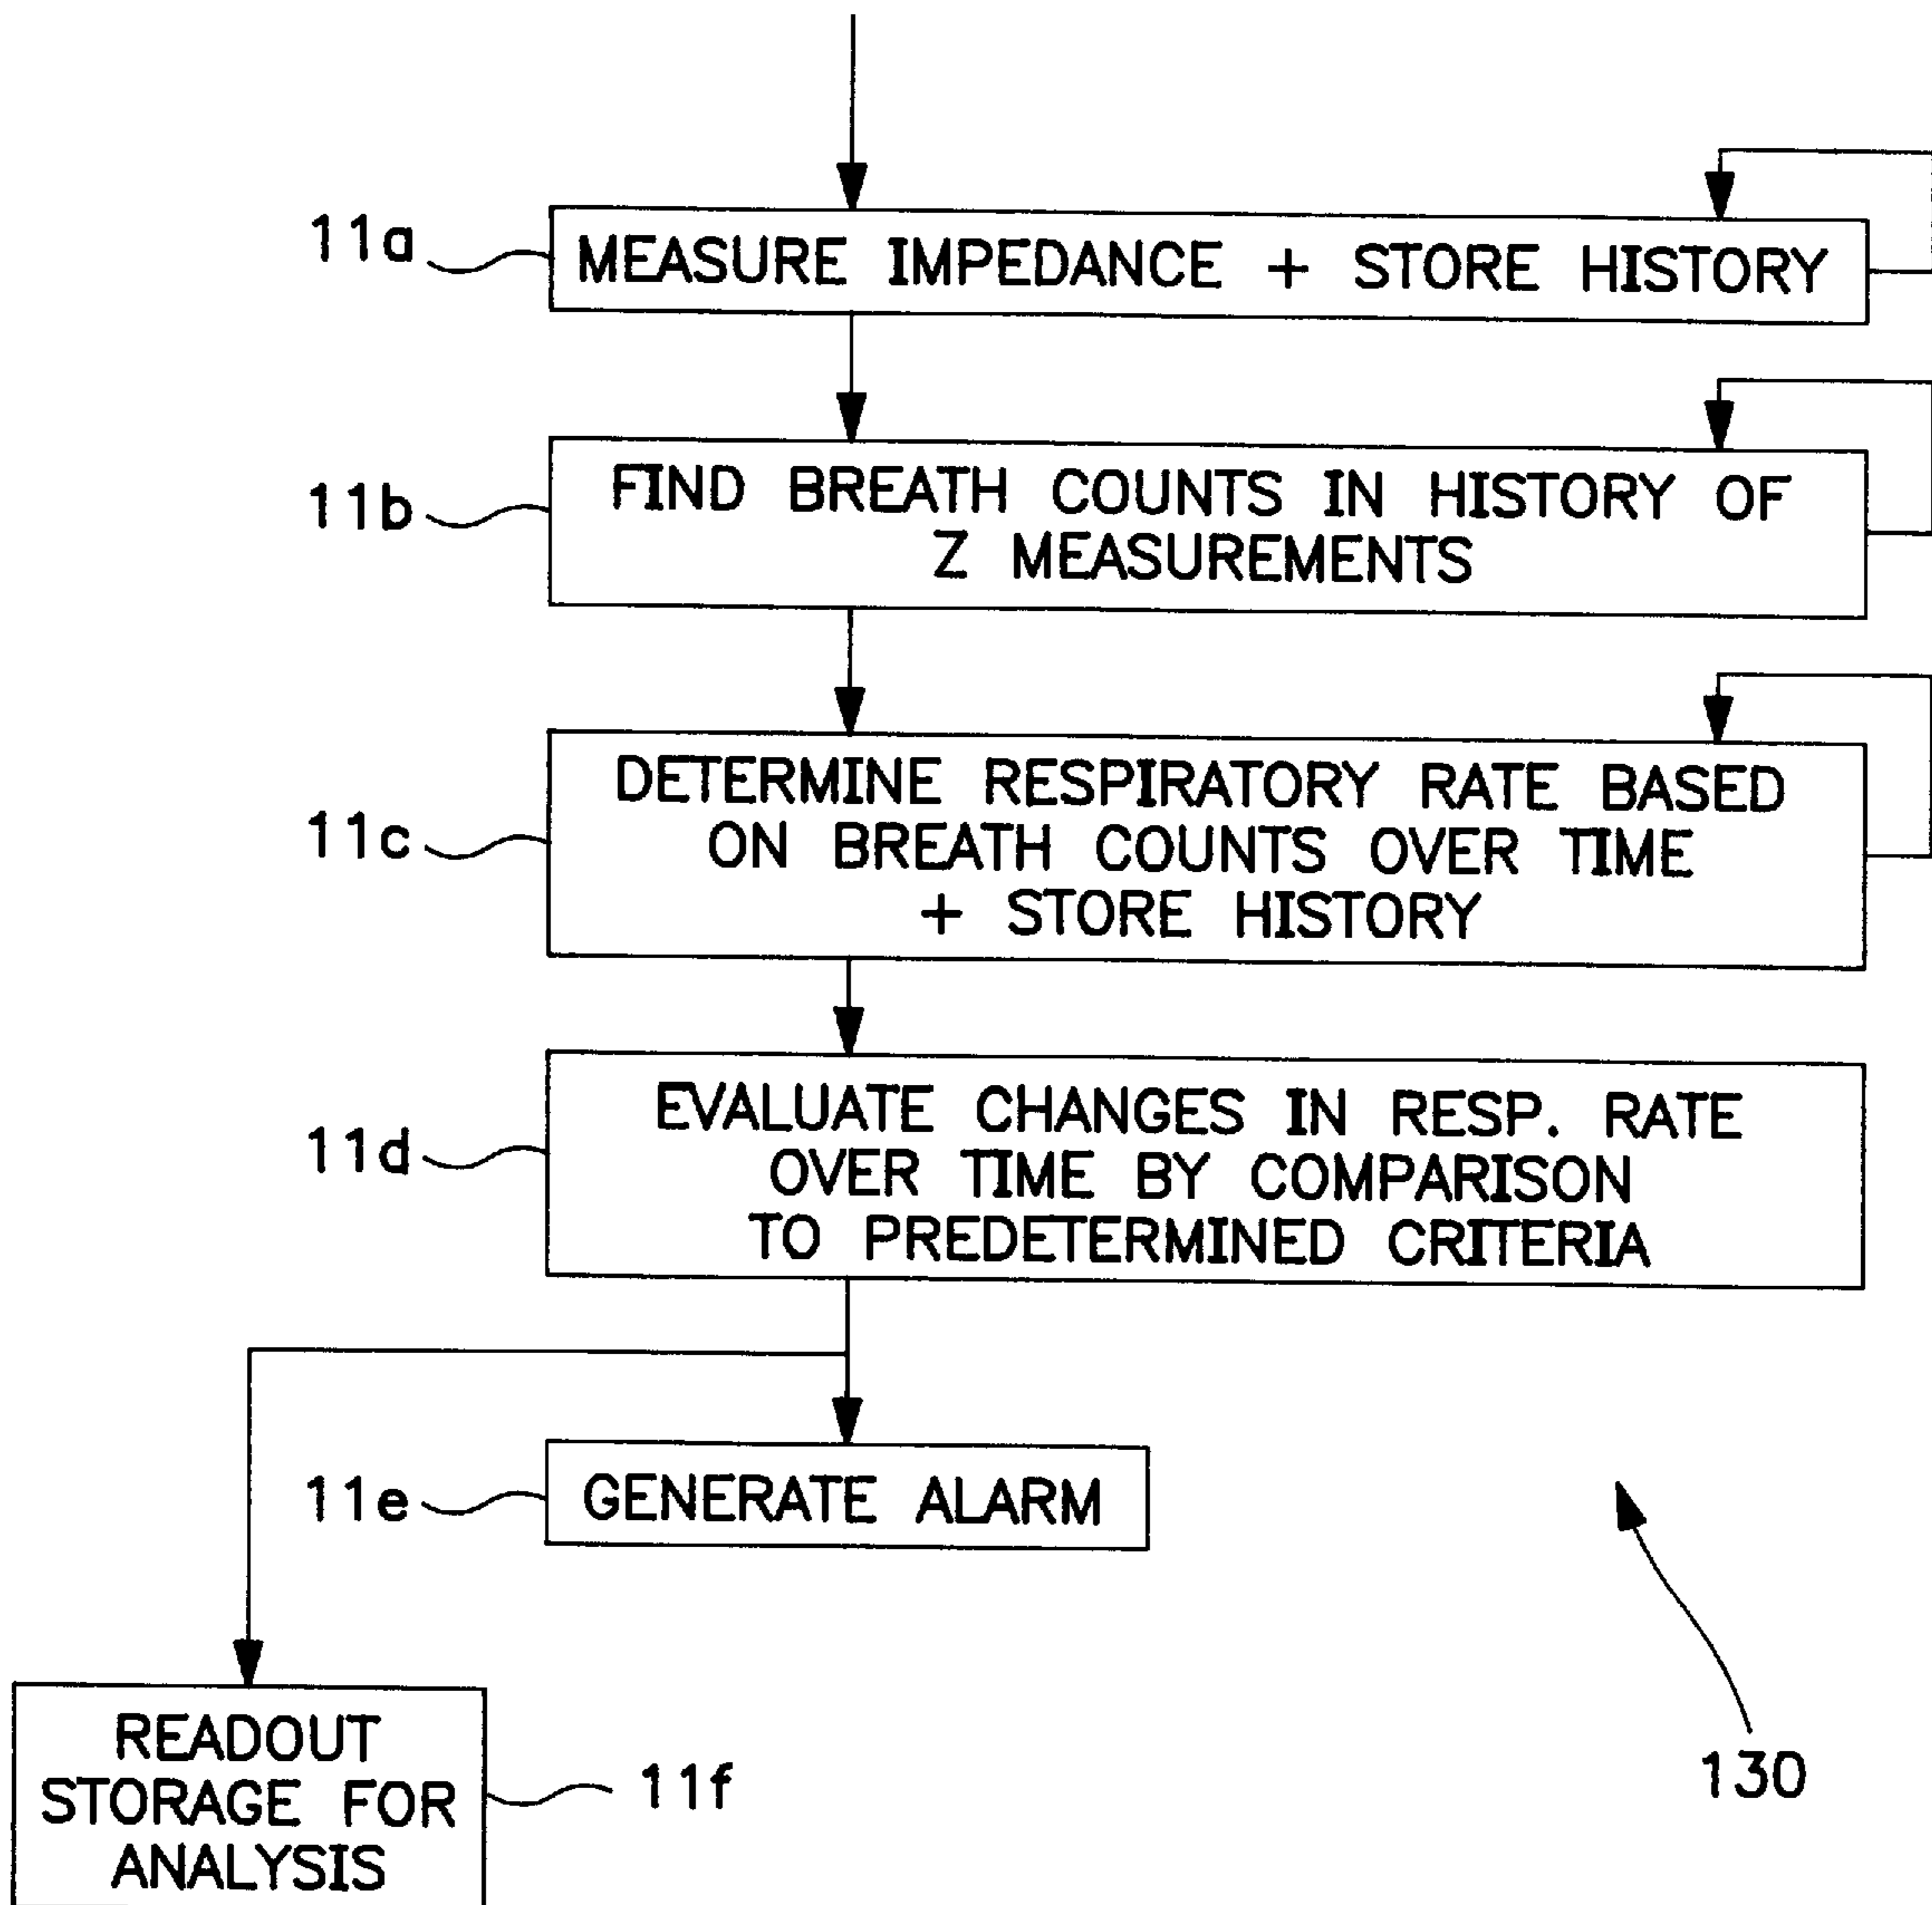 11a
MEASURE IMPEDANCE + STORE HISTORY
11b
FIND BREATH COUNTS IN HISTORY OF
Z MEASUREMENTS
11c
DETERMINE RESPIRATORY RATE BASED
ON BREATH COUNTS OVER TIME
+ STORE HISTORY
11d
EVALUATE CHANGES IN RESP. RATE
OVER TIME BY COMPARISON
TO PREDETERMINED CRITERIA
11e
GENERATE ALARM
READOUT
STORAGE FOR
ANALYSIS
11f
130